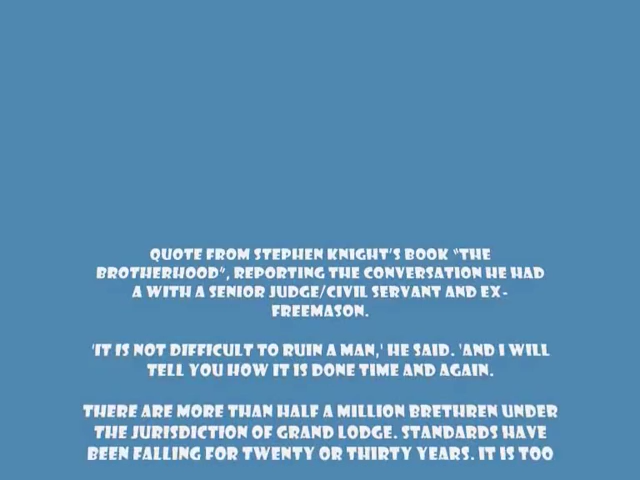 QUOTE FROM STEPHEN KNIGHT'S BOOK "THE
BROTHERHOOD", REPORTING THE CONVERSATION HE HAD
A WITH A SENIOR JUDGE/CIVIL SERVANT AND EX-
FREEMASON.
'IT IS NOT DIFFICULT TO RUIN A MAN,' HE SAID. 'AND I WILL
TELL YOU HOW IT IS DONE TIME AND AGAIN.
THERE ARE MORE THAN HALF A MILLION BRETHREN UNDER
THE JURISDICTION OF GRAND LODGE. STANDARDS HAVE
BEEN FALLING FOR TWENTY OR THIRTY YEARS. IT IS TOO